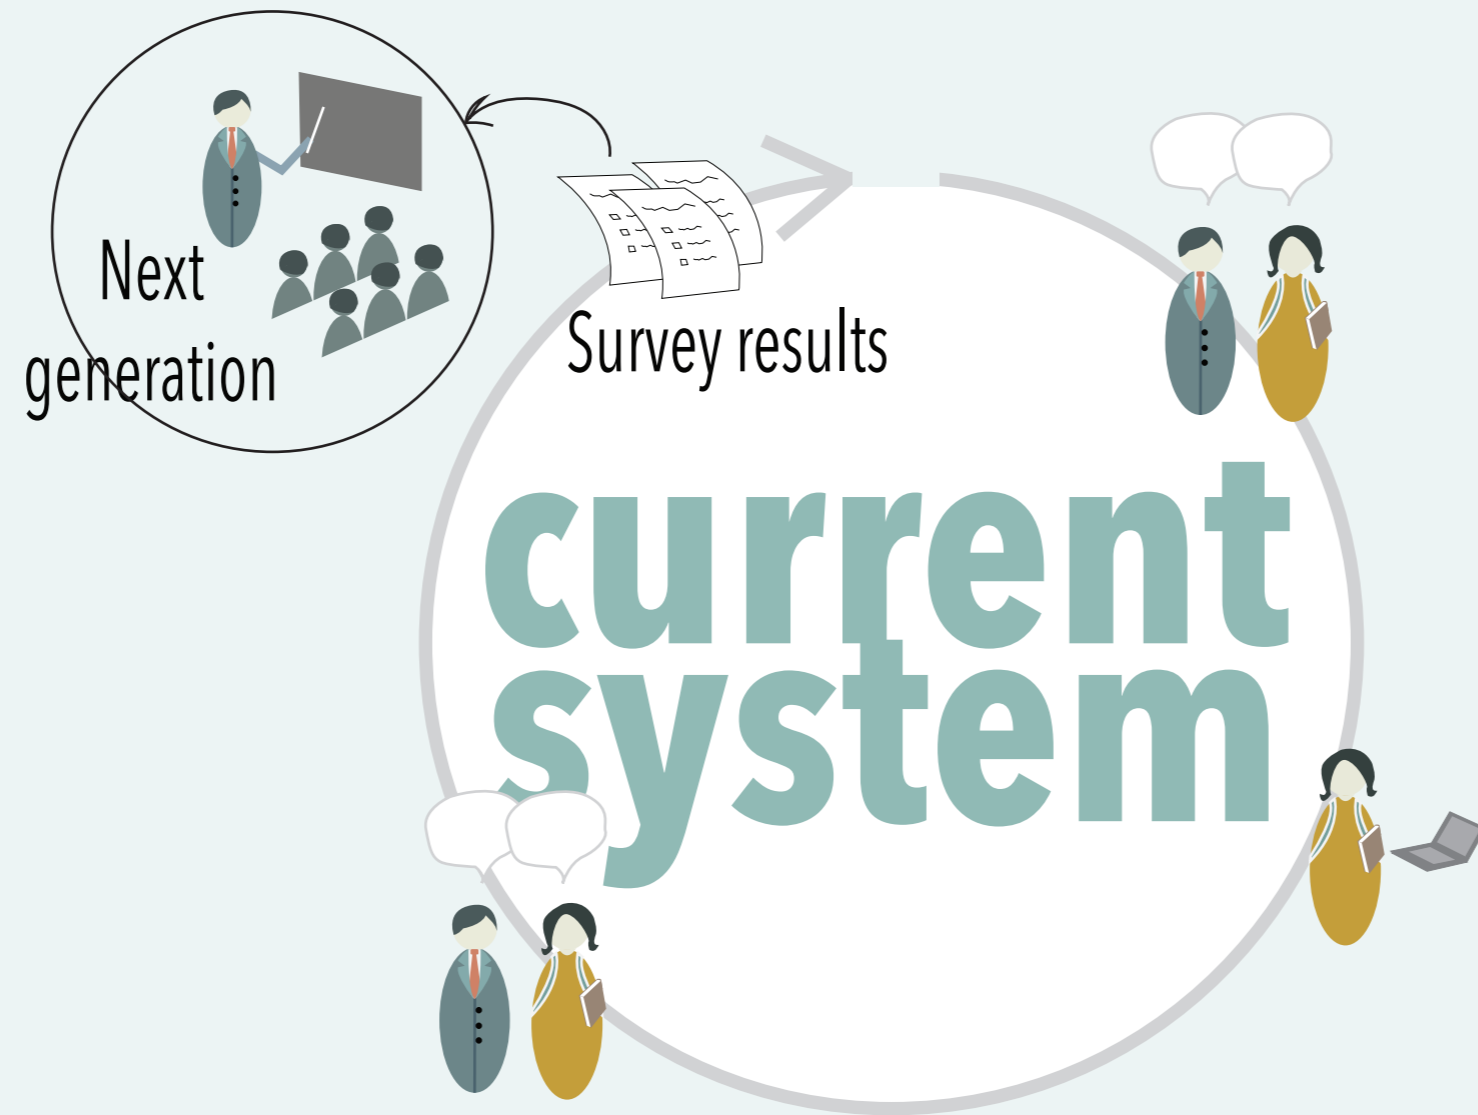 Next
generation
Survey results
current
system